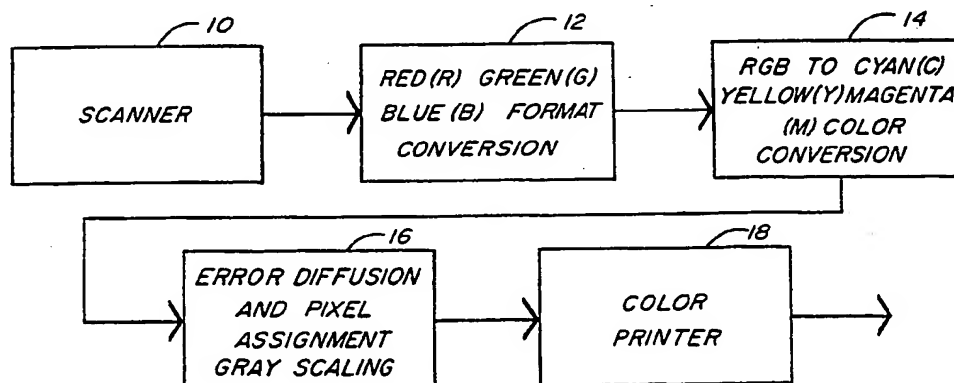 10
SCANNER
12
RED(R) GREEN(G)
BLUE(B) FORMAT
CONVERSION
14
RGB TO CYAN(C)
YELLOW(Y)MAGENTA
(M) COLOR
CONVERSION
16
ERROR DIFFUSION
AND PIXEL
ASSIGNMENT
GRAY SCALING
18
COLOR
PRINTER